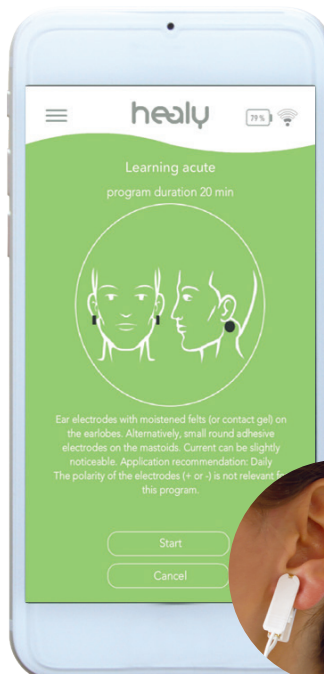 healy
79 %
Learning acute
program duration 20 min
Ear electrodes with moistened felts (or contact gel) on
the earlobes. Alternatively, small round adhesive
electrodes on the mastoids. Current can be slightly
noticeable. Application recommendation: Daily
The polarity of the electrodes (+ or -) is not relevant for
this program.
Start
Cancel